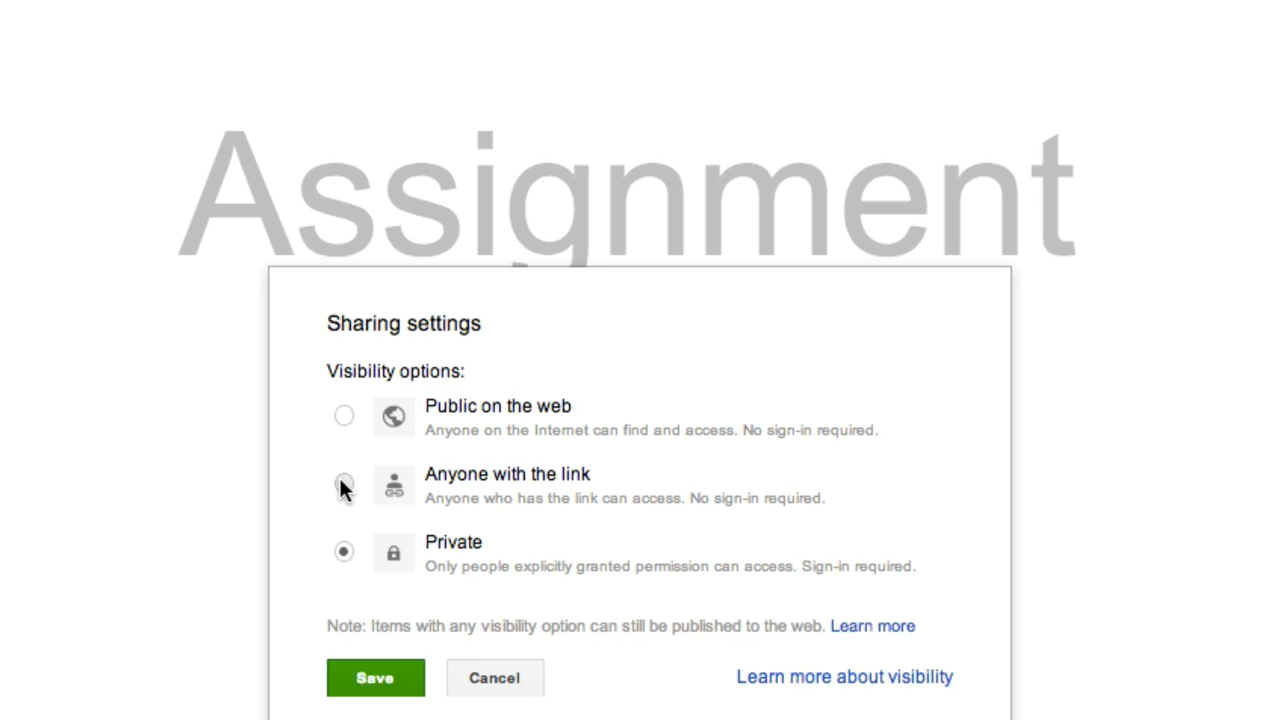 Assignment
Sharing settings
Visibility options:
Public on the web
Anyone on the Internet can find and access. No sign-in required.
Anyone with the link
Anyone who has the link can access. No sign-in required.
Private
Only people explicitly granted permission can access. Sign-in required.
Note: Items with any visibility option can still be published to the web. Learn more
Save Cancel Learn more about visibility